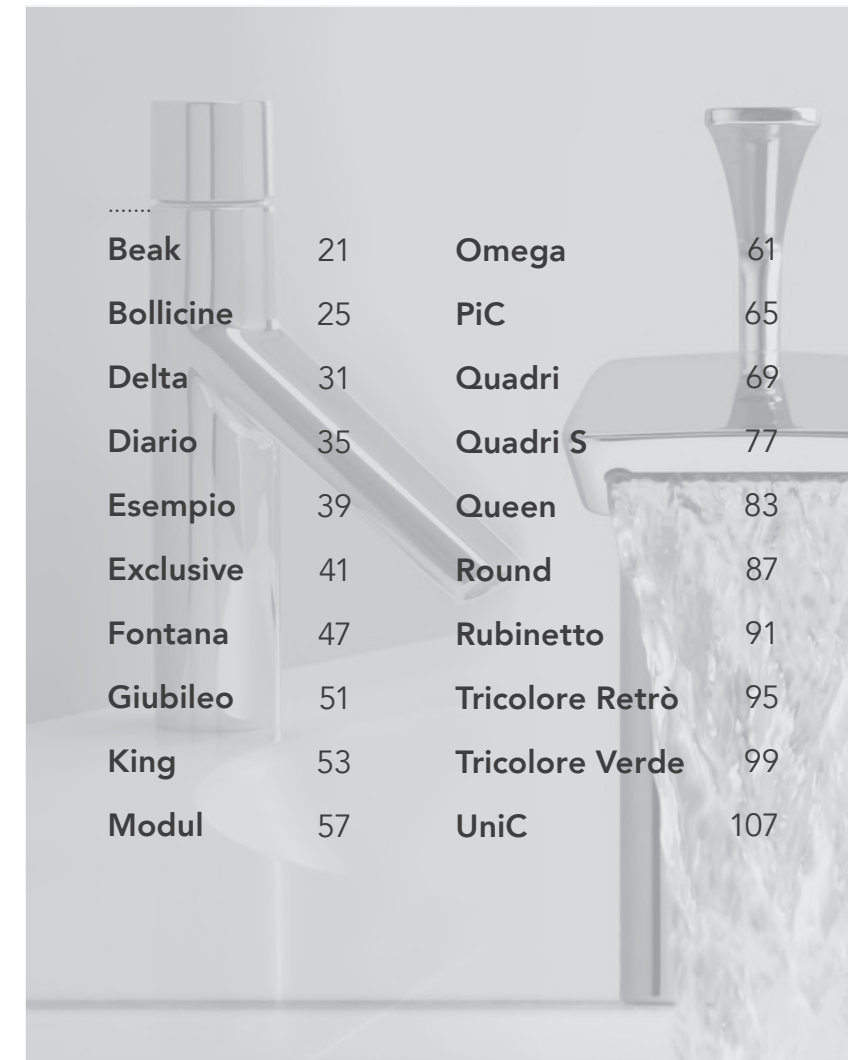 .......
Beak 21
Bollicine 25
Delta 31
Diario 35
Esempio 39
Exclusive 41
Fontana 47
Giubileo 51
King 53
Modul 57
Omega 61
PiC 65
Quadri 69
Quadri S 77
Queen 83
Round 87
Rubinetto 91
Tricolore Retrò 95
Tricolore Verde 99
UniC 107